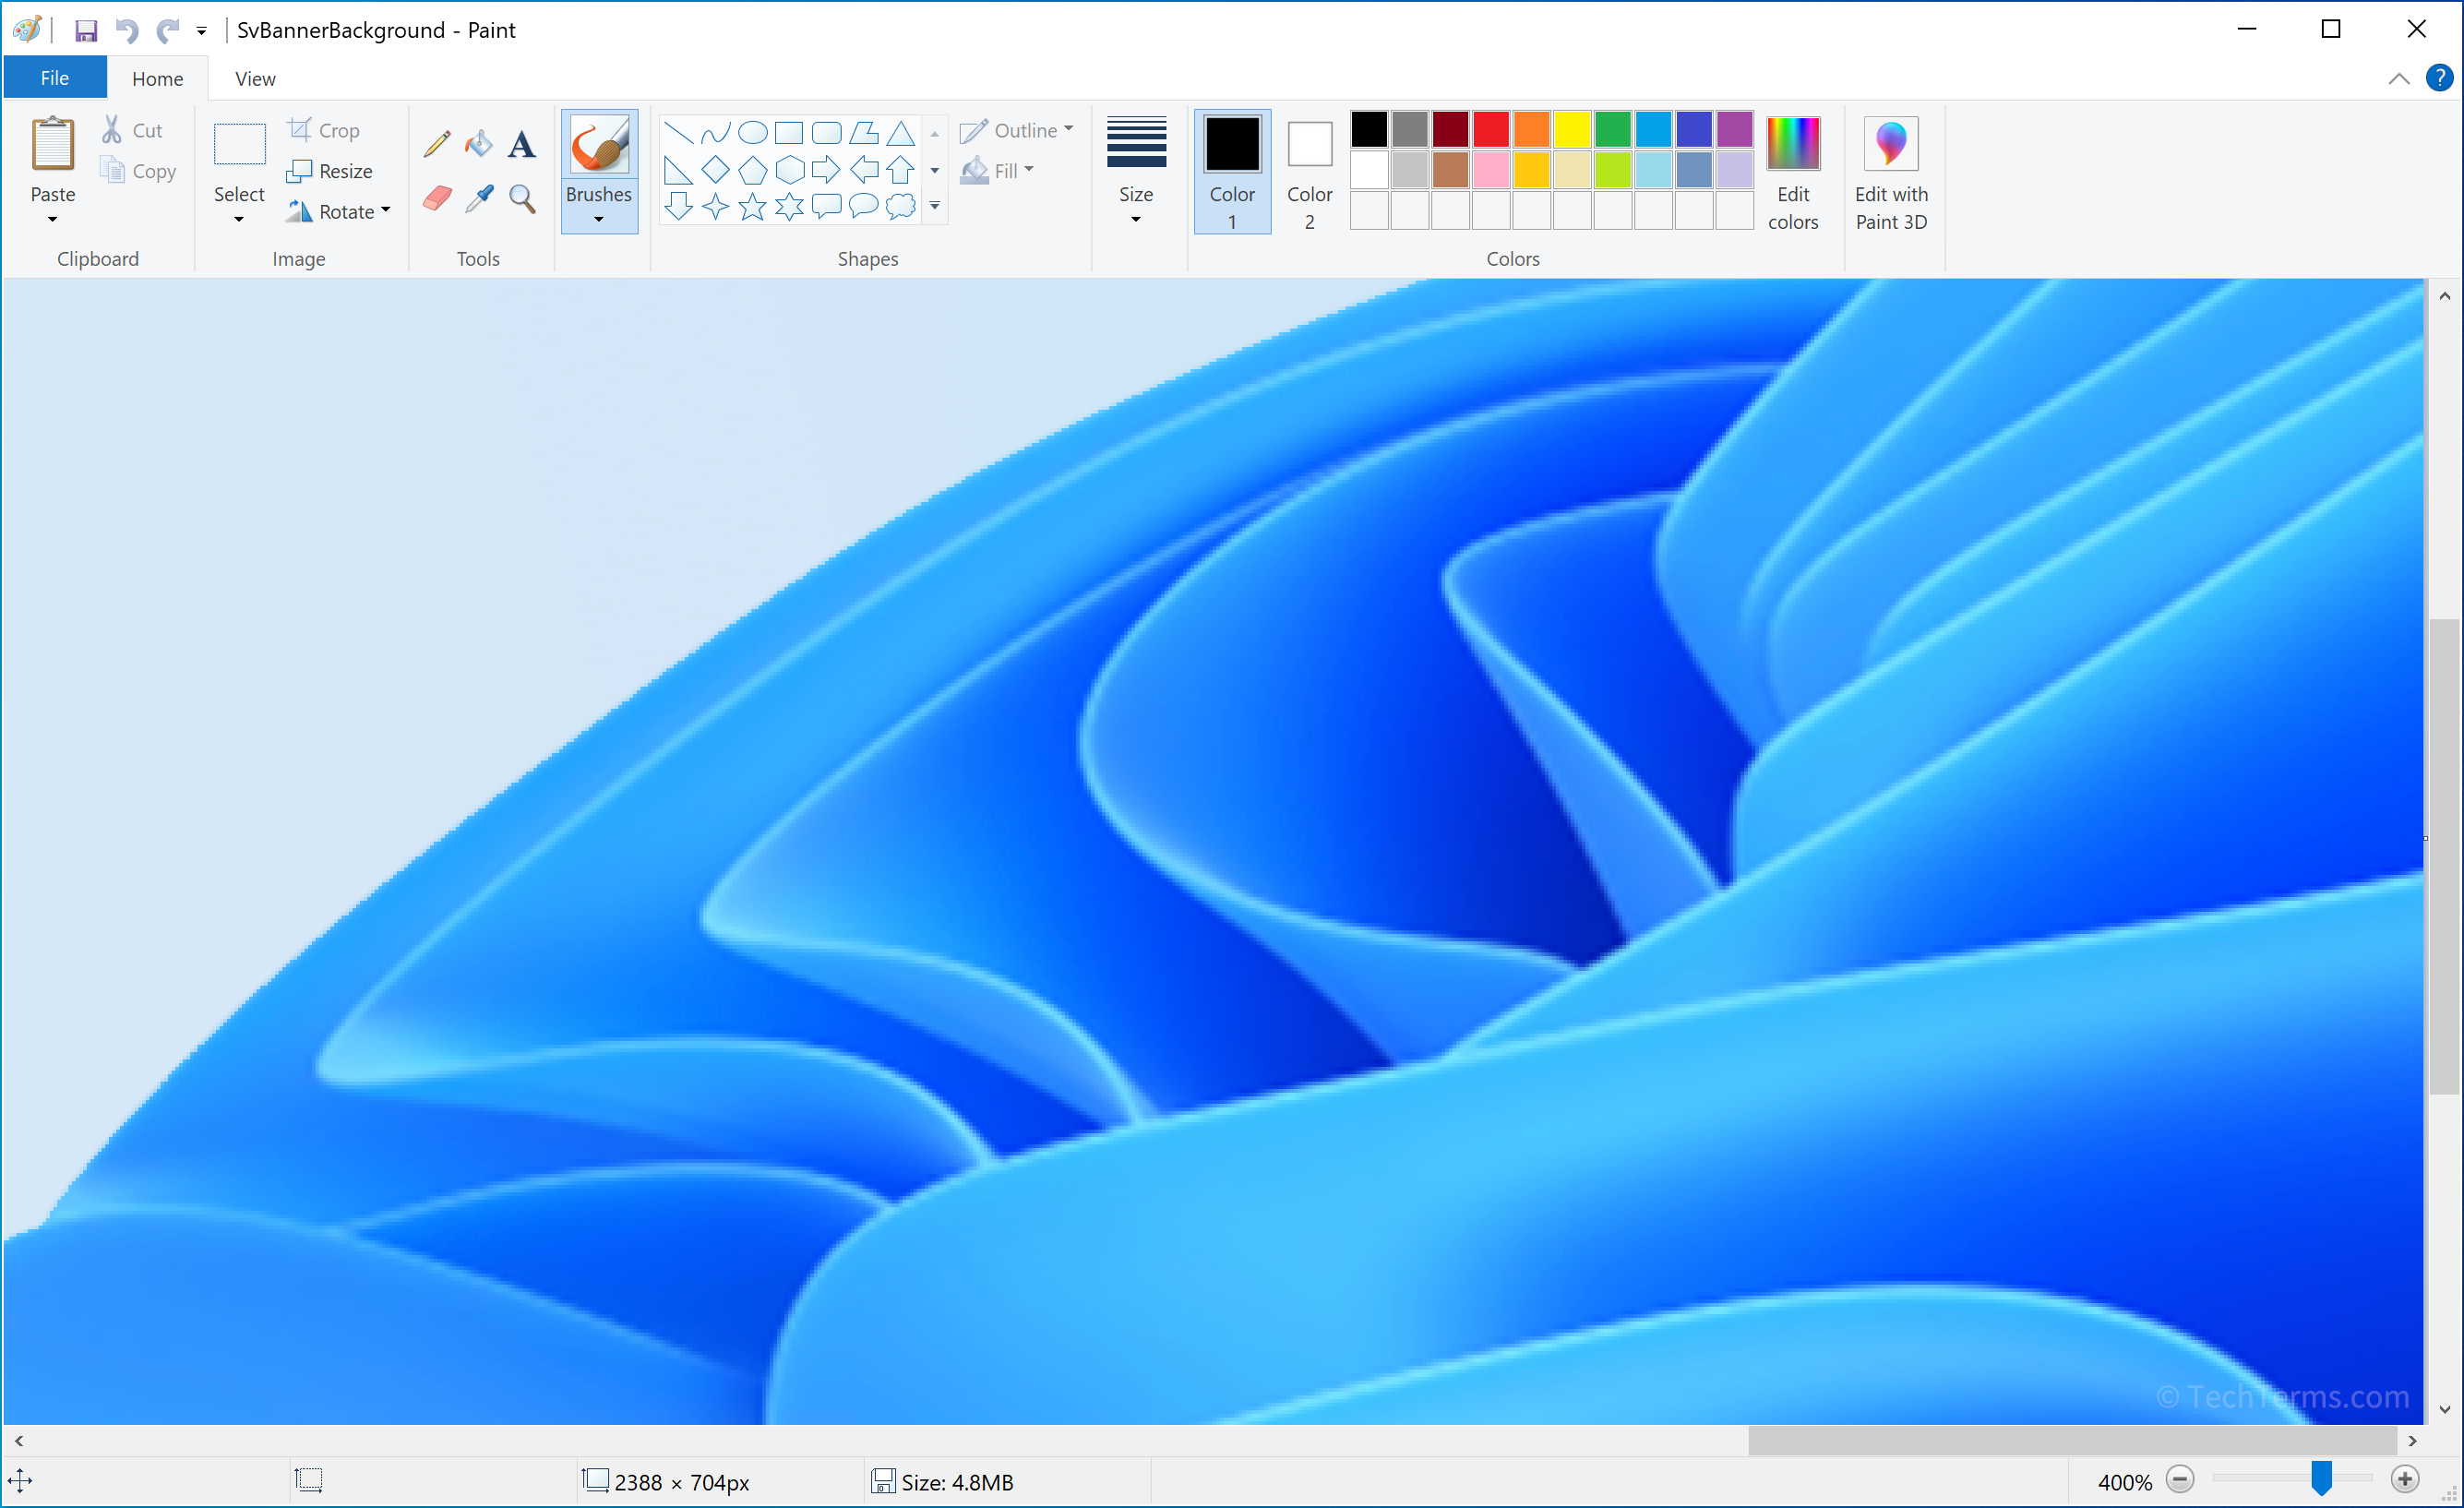 SvBannerBackground - Paint
File Home View ?
Paste
Cut
Copy
Clipboard
Select
Crop
Resize
Rotate
Image
A
Tools
Brushes
Outline
Fill
Shapes
Size
Color
1
Color
2
Edit
colors
Colors
Edit with
Paint 3D
© TechTerms.com
2388 × 704px
Size: 4.8MB
400%